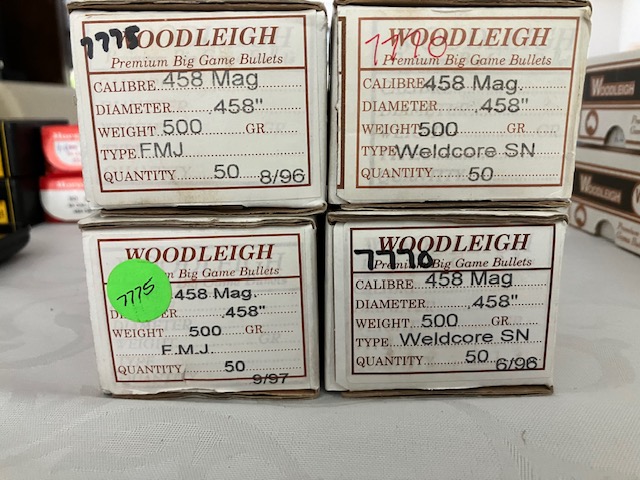 7775
WOODLEIGH
Premium Big Game Bullets
CALIBRE 458 Mag
DIAMETER .458"
WEIGHT 500 GR
TYPE FMJ
QUANTITY 50 8/96
7770
WOODLEIGH
Premium Big Game Bullets
CALIBRE 458 Mag.
DIAMETER .458"
WEIGHT 500 GR.
TYPE Weldcore SN
QUANTITY 50
WOODLEIGH
Big Game Bullets
7775
458 Mag.
.458"
WEIGHT 500 GR.
F.M.J.
QUANTITY 50
9/97
7770
WOODLEIGH
Premium Big Game Bullets
CALIBRE 458 Mag
DIAMETER .458"
WEIGHT 500 GR.
TYPE Weldcore SN
QUANTITY 50 6/96
WOODLEIGH
WOODLEIGH